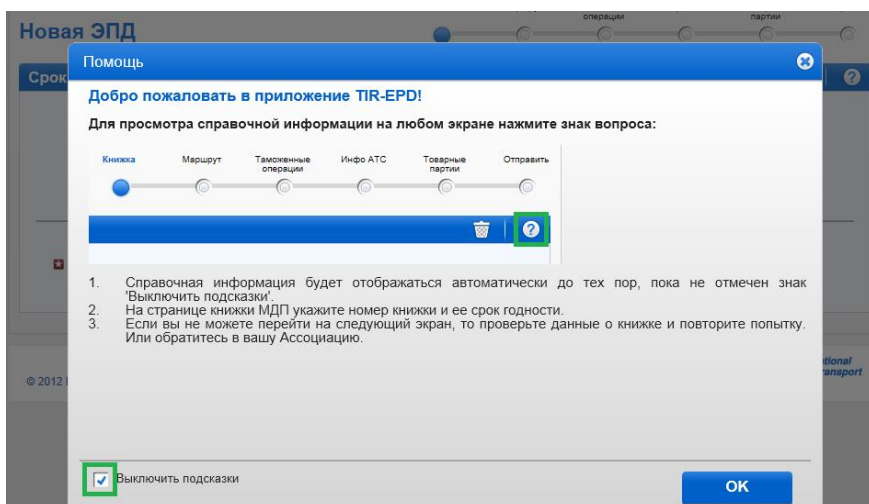 операции
партии
Новая ЭПД
Срок
Помощь
Добро пожаловать в приложение TIR-EPD!
Для просмотра справочной информации на любом экране нажмите знак вопроса:
Книжка Маршрут Таможенные операции Инфо АТС Товарные партии Отправить
1. Справочная информация будет отображаться автоматически до тех пор, пока не отмечен знак
'Выключить подсказки'.
2. На странице книжки МДП укажите номер книжки и ее срок годности.
3. Если вы не можете перейти на следующий экран, то проверьте данные о книжке и повторите попытку.
Или обратитесь в вашу Ассоциацию.
© 2012
Выключить подсказки
OK